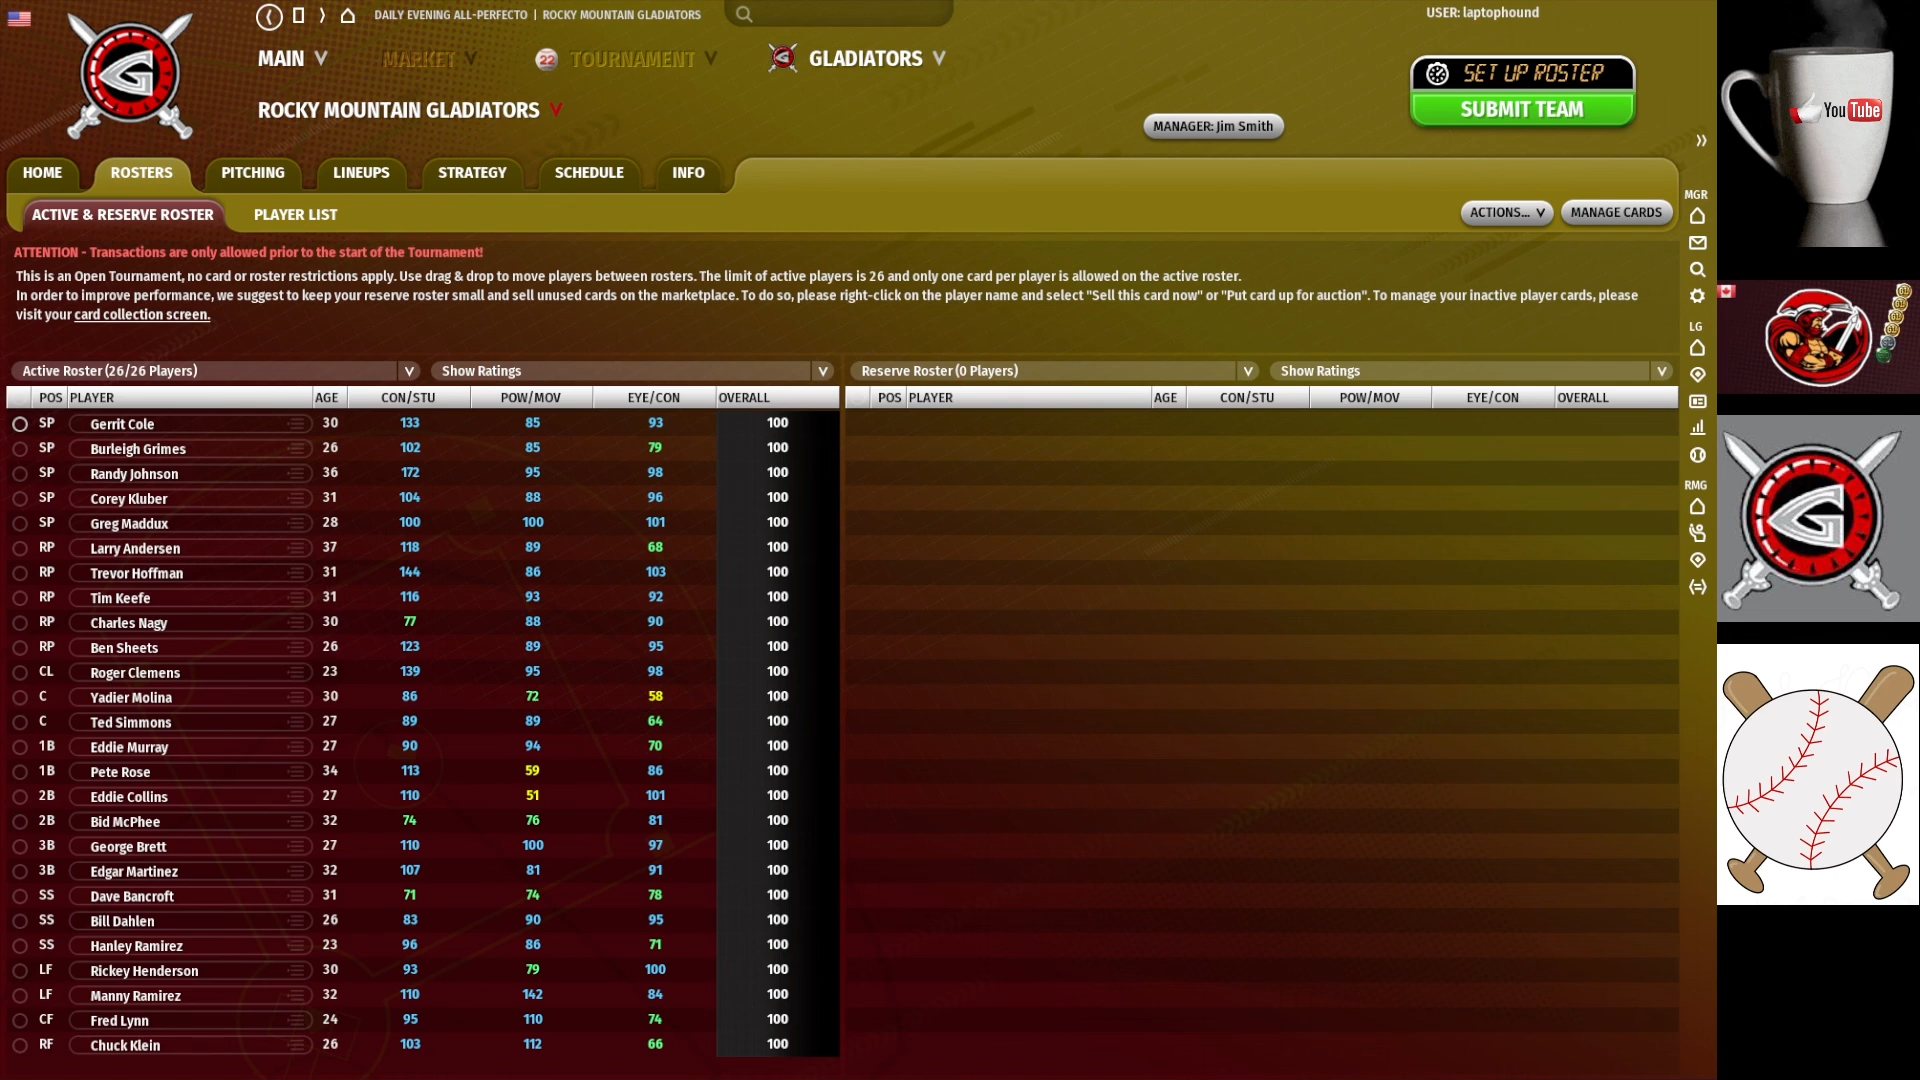 DAILY EVENING ALL-PERFECTO | ROCKY MOUNTAIN GLADIATORS
USER: laptophound
MAIN
MARKET
22
TOURNAMENT
GLADIATORS
SET UP ROSTER
SUBMIT TEAM
ROCKY MOUNTAIN GLADIATORS
MANAGER: Jim Smith
HOME ROSTERS PITCHING LINEUPS STRATEGY SCHEDULE INFO
ACTIVE & RESERVE ROSTER PLAYER LIST ACTIONS... MANAGE CARDS
ATTENTION - Transactions are only allowed prior to the start of the Tournament!
This is an Open Tournament, no card or roster restrictions apply. Use drag & drop to move players between rosters. The limit of active players is 26 and only one card per player is allowed on the active roster.
In order to improve performance, we suggest to keep your reserve roster small and sell unused cards on the marketplace. To do so, please right-click on the player name and select "Sell this card now" or "Put card up for auction". To manage your inactive player cards, please
visit your card collection screen.
Active Roster (26/26 Players) Show Ratings Reserve Roster (0 Players) Show Ratings
POS PLAYER AGE CON/STU POW/MOV EYE/CON OVERALL POS PLAYER AGE CON/STU POW/MOV EYE/CON OVERALL
SP Gerrit Cole 30 133 85 93 100
SP Burleigh Grimes 26 102 85 79 100
SP Randy Johnson 36 172 95 98 100
SP Corey Kluber 31 104 88 96 100
SP Greg Maddux 28 100 100 101 100
RP Larry Andersen 37 118 89 68 100
RP Trevor Hoffman 31 144 86 103 100
RP Tim Keefe 31 116 93 92 100
RP Charles Nagy 30 77 88 90 100
RP Ben Sheets 26 123 89 95 100
CL Roger Clemens 23 139 95 98 100
C Yadier Molina 30 86 72 58 100
C Ted Simmons 27 89 89 64 100
1B Eddie Murray 27 90 94 70 100
1B Pete Rose 34 113 59 86 100
2B Eddie Collins 27 110 51 101 100
2B Bid McPhee 32 74 76 81 100
3B George Brett 27 110 100 97 100
3B Edgar Martinez 32 107 81 91 100
SS Dave Bancroft 31 71 74 78 100
SS Bill Dahlen 26 83 90 95 100
SS Hanley Ramirez 23 96 86 71 100
LF Rickey Henderson 30 93 79 100 100
LF Manny Ramirez 32 110 142 84 100
CF Fred Lynn 24 95 110 74 100
RF Chuck Klein 26 103 112 66 100
MGR
LG
RMG
YouTube
G
G